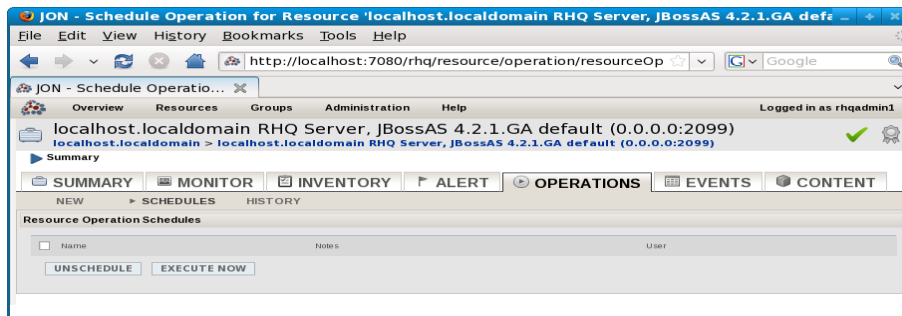 JON - Schedule Operation for Resource 'localhost.localdomain RHQ Server, JBossAS 4.2.1.GA defa
File Edit View History Bookmarks Tools Help
http://localhost:7080/rhq/resource/operation/resourceOp G Google
JON - Schedule Operatio...
Overview Resources Groups Administration Help Logged in as rhqadmin1
localhost.localdomain RHQ Server, JBossAS 4.2.1.GA default (0.0.0.0:2099)
localhost.localdomain > localhost.localdomain RHQ Server, JBossAS 4.2.1.GA default (0.0.0.0:2099)
Summary
SUMMARY MONITOR INVENTORY ALERT OPERATIONS EVENTS CONTENT
NEW SCHEDULES HISTORY
Resource Operation Schedules
Name Notes User
UNSCHEDULE EXECUTE NOW